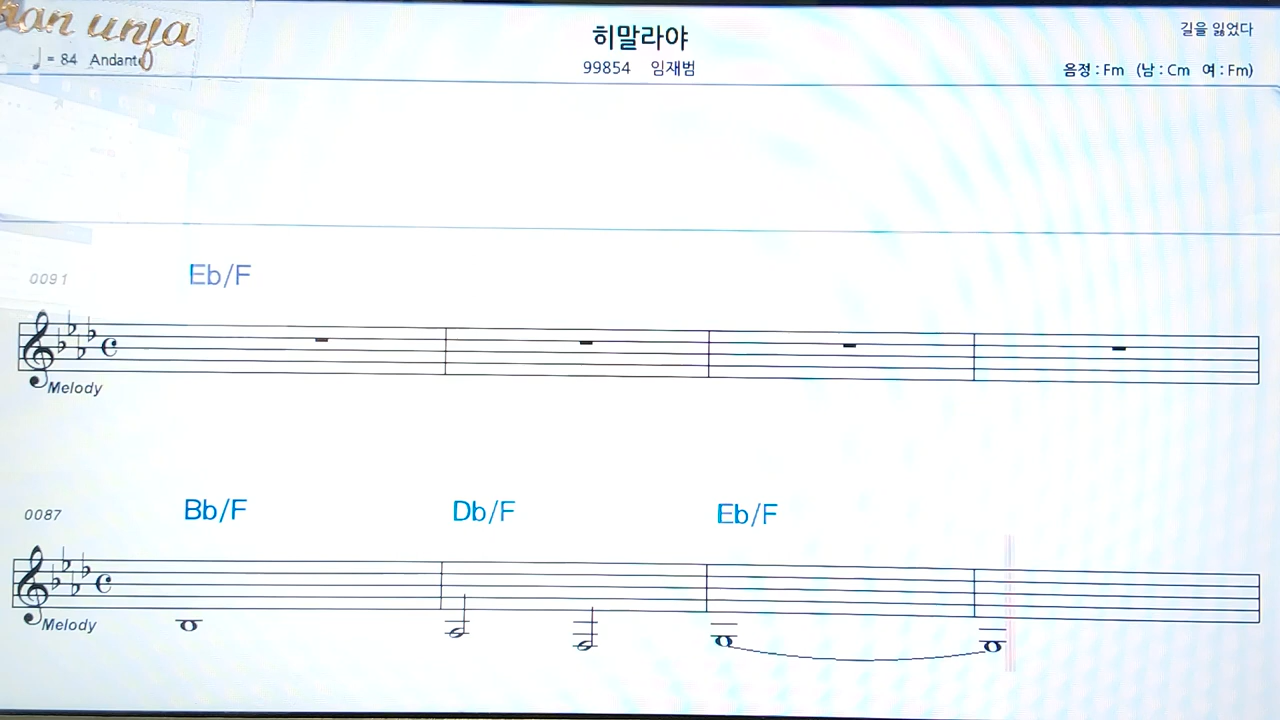 히말라야
길을 잃었다
♩ = 84 Andante
99854 임재범
음정 : Fm (남 : Cm 여 : Fm)
0091
Eb/F
Melody
0087
Bb/F Db/F Eb/F
Melody